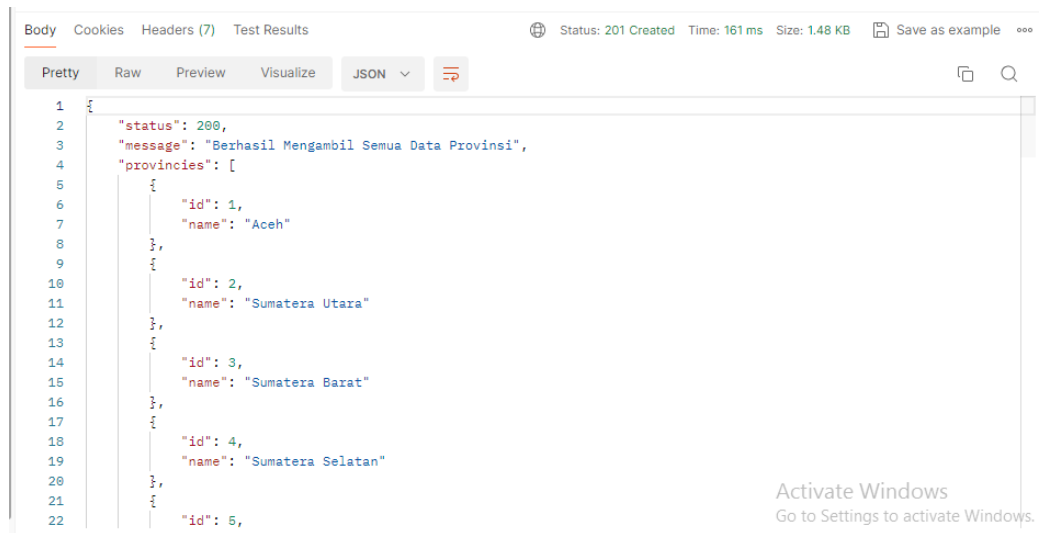 Body Cookies Headers (7) Test Results Status: 201 Created Time: 161 ms Size: 1.48 KB Save as example
Pretty Raw Preview Visualize JSON
1 {
2 "status": 200,
3 "message": "Berhasil Mengambil Semua Data Provinsi",
4 "provincies": [
5 {
6 "id": 1,
7 "name": "Aceh"
8 },
9 {
10 "id": 2,
11 "name": "Sumatera Utara"
12 },
13 {
14 "id": 3,
15 "name": "Sumatera Barat"
16 },
17 {
18 "id": 4,
19 "name": "Sumatera Selatan"
20 },
21 {
22 "id": 5,
Activate Windows
Go to Settings to activate Windows.